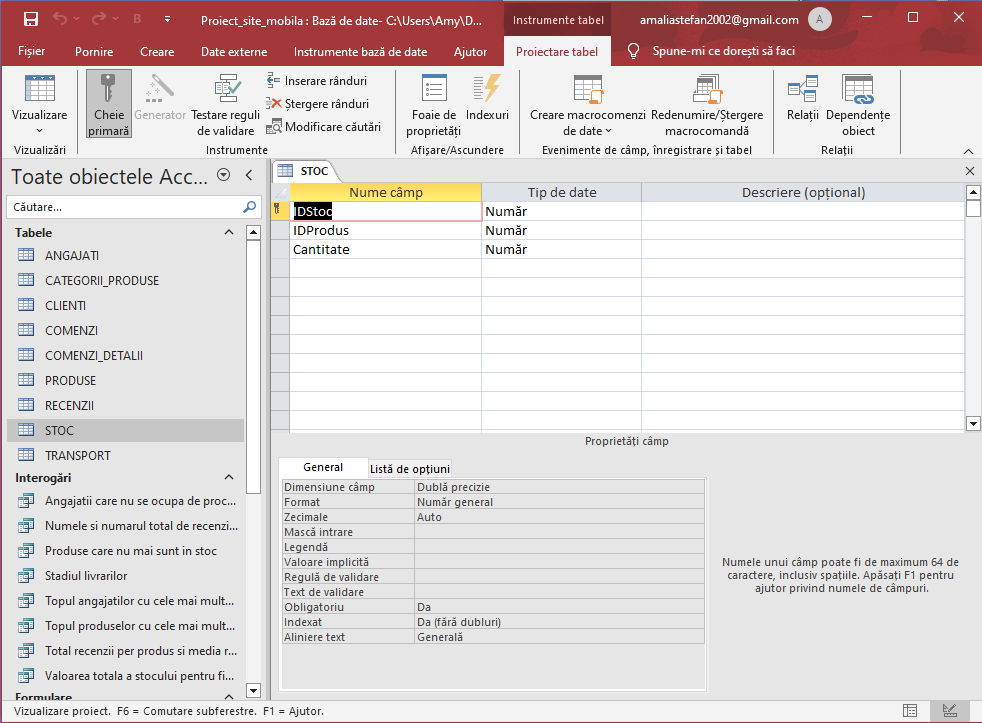 Proiect_site_mobila : Bază de date- C:\Users\Amy\D...
Instrumente tabel
amaliastefan2002@gmail.com
A
Fișier
Pornire
Creare
Date externe
Instrumente bază de date
Ajutor
Proiectare tabel
Spune-mi ce dorești să faci
Vizualizare
Cheie primară
Generator
Testare reguli de validare
Inserare rânduri
Ștergere rânduri
Modificare căutări
Foaie de proprietăți
Indexuri
Creare macrocomenzi de date
Redenumire/Ștergere macrocomandă
Relații
Dependențe obiect
Vizualizări
Instrumente
Afișare/Ascundere
Evenimente de câmp, înregistrare și tabel
Relații
Toate obiectele Acc...
Căutare...
Tabele
ANGAJATI
CATEGORII_PRODUSE
CLIENTI
COMENZI
COMENZI_DETALII
PRODUSE
RECENZII
STOC
TRANSPORT
Interogări
Angajatii care nu se ocupa de proc...
Numele si numarul total de recenzi...
Produse care nu mai sunt in stoc
Stadiul livrarilor
Topul angajatilor cu cele mai mult...
Topul produselor cu cele mai mult...
Total recenzii per produs si media r...
Valoarea totala a stocului pentru fi...
Formulare
STOC
Nume câmp Tip de date Descriere (opțional)
IDStoc Număr
IDProdus Număr
Cantitate Număr
Proprietăți câmp
General Listă de opțiuni
Dimensiune câmp Dublă precizie
Format Număr general
Zecimale Auto
Mască intrare
Legendă
Valoare implicită
Regulă de validare
Text de validare
Obligatoriu Da
Indexat Da (fără dubluri)
Aliniere text Generală
Numele unui câmp poate fi de maximum 64 de
caractere, inclusiv spațiile. Apăsați F1 pentru
ajutor privind numele de câmpuri.
Vizualizare proiect. F6 = Comutare subferestre. F1 = Ajutor.